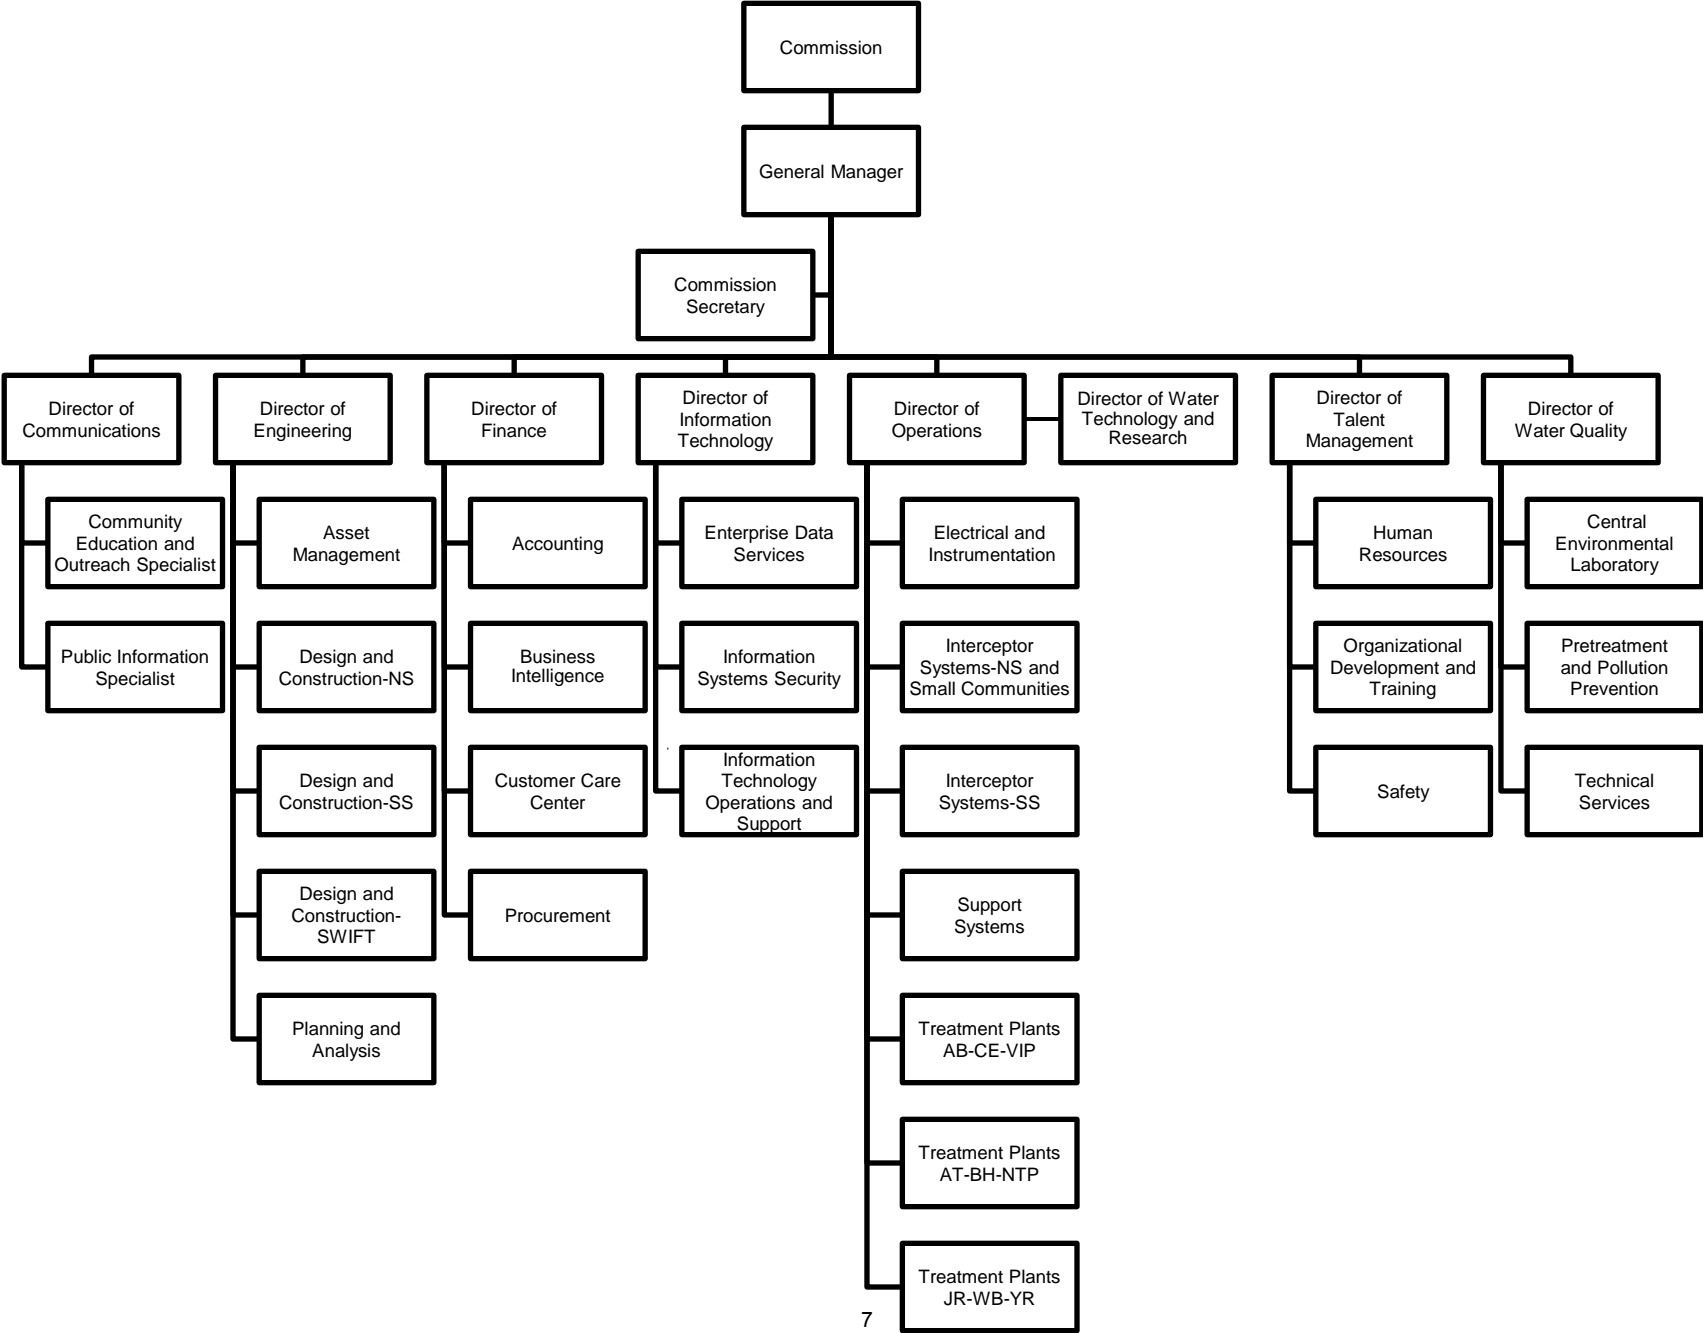 Commission
General Manager
Commission
Secretary
Director of
Communications
Director of
Engineering
Director of
Finance
Director of
Information
Technology
Director of
Operations
Director of Water
Technology and
Research
Director of
Talent
Management
Director of
Water Quality
Community
Education and
Outreach Specialist
Public Information
Specialist
Asset
Management
Design and
Construction-NS
Design and
Construction-SS
Design and
Construction-
SWIFT
Planning and
Analysis
Accounting
Business
Intelligence
Customer Care
Center
Procurement
Enterprise Data
Services
Information
Systems Security
Information
Technology
Operations and
Support
Electrical and
Instrumentation
Interceptor
Systems-NS and
Small Communities
Interceptor
Systems-SS
Support
Systems
Treatment Plants
AB-CE-VIP
Treatment Plants
AT-BH-NTP
Treatment Plants
JR-WB-YR
Human
Resources
Organizational
Development and
Training
Safety
Central
Environmental
Laboratory
Pretreatment
and Pollution
Prevention
Technical
Services
7